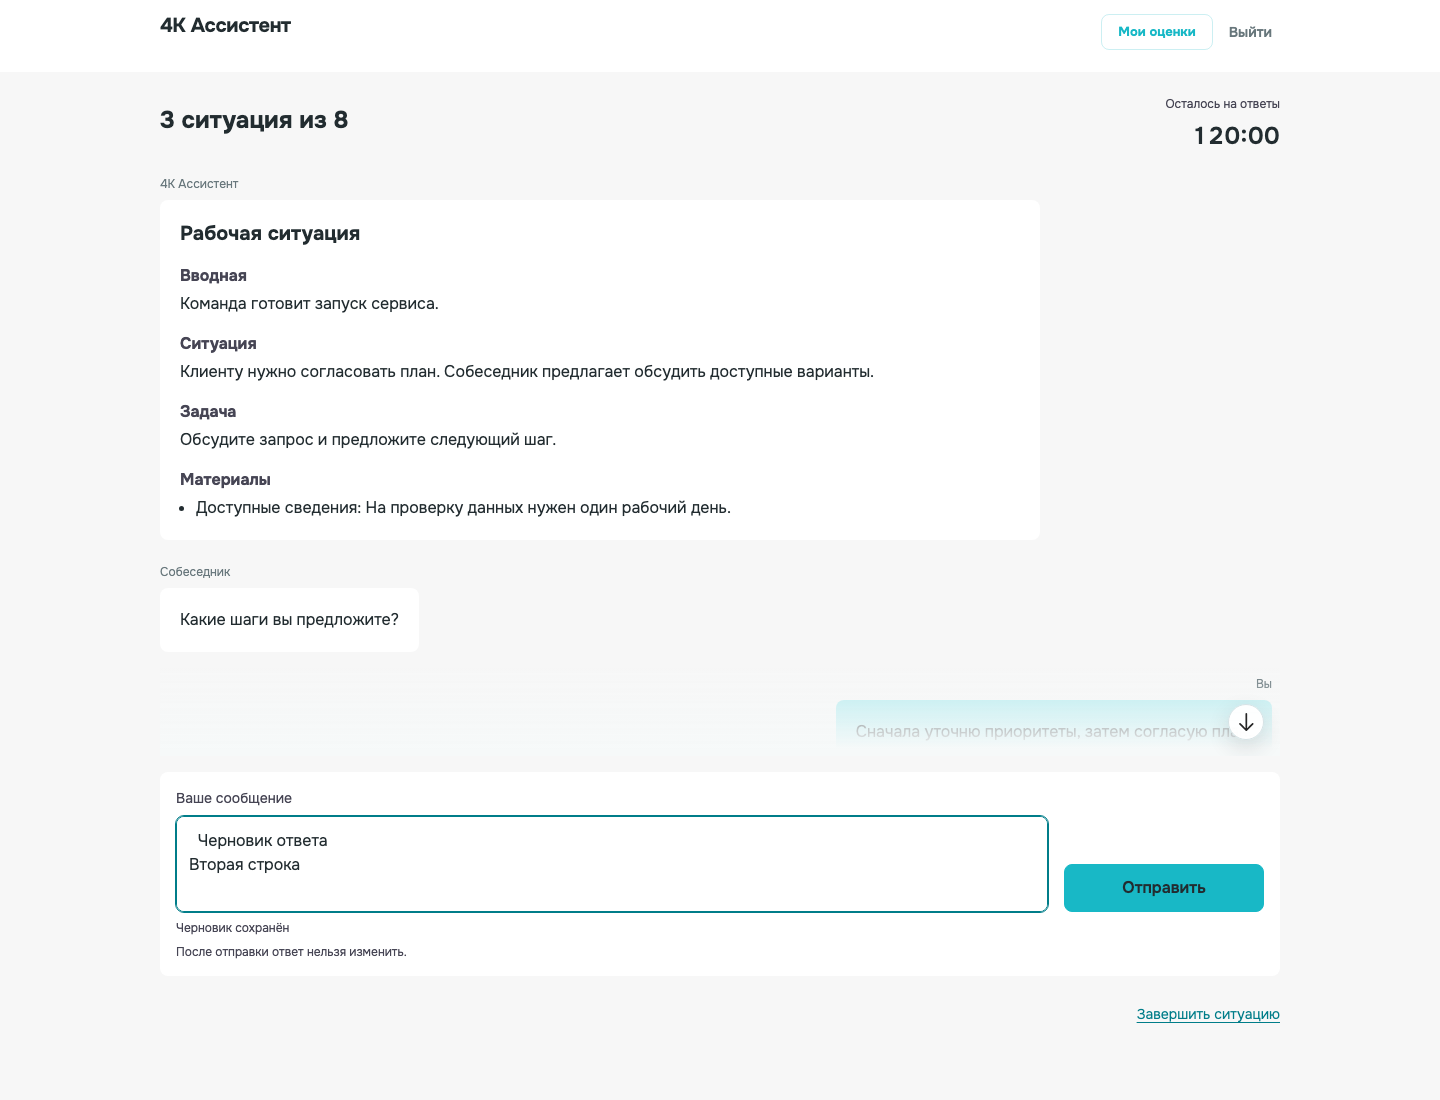 4К Ассистент
Мои оценки
Выйти
3 ситуация из 8
Осталось на ответы
120:00
4К Ассистент
Рабочая ситуация
Вводная
Команда готовит запуск сервиса.
Ситуация
Клиенту нужно согласовать план. Собеседник предлагает обсудить доступные варианты.
Задача
Обсудите запрос и предложите следующий шаг.
Материалы
• Доступные сведения: На проверку данных нужен один рабочий день.
Собеседник
Какие шаги вы предложите?
Вы
Сначала уточню приоритеты, затем согласую
Ваше сообщение
Черновик ответа
Вторая строка
Отправить
Черновик сохранён
После отправки ответ нельзя изменить.
Завершить ситуацию